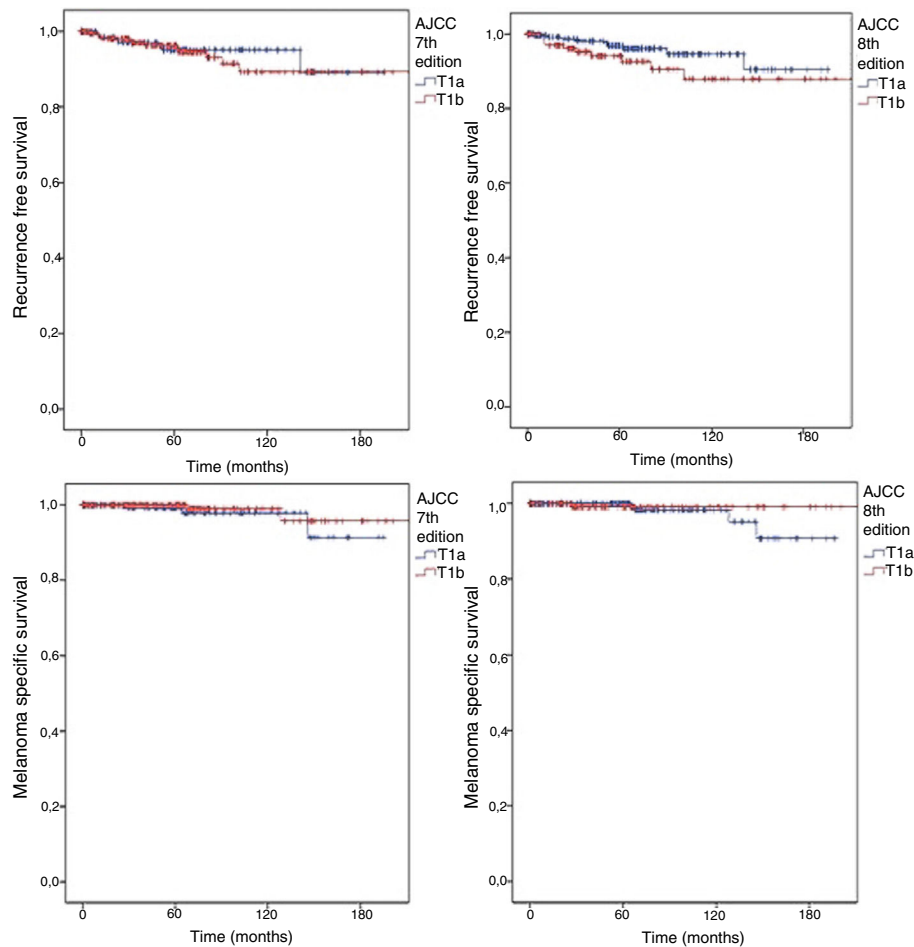 Recurrence free survival
1,0
0,8
0,6
0,4
0,2
0,0
0 60 120 180
Time (months)
AJCC
7th
edition
T1a
T1b
Recurrence free survival
1,0
0,8
0,6
0,4
0,2
0,0
0 60 120 180
Time (months)
AJCC
8th
edition
T1a
T1b
Melanoma specific survival
1,0
0,8
0,6
0,4
0,2
0,0
0 60 120 180
Time (months)
AJCC
7th
edition
T1a
T1b
Melanoma specific survival
1,0
0,8
0,6
0,4
0,2
0,0
0 60 120 180
Time (months)
AJCC
8th
edition
T1a
T1b